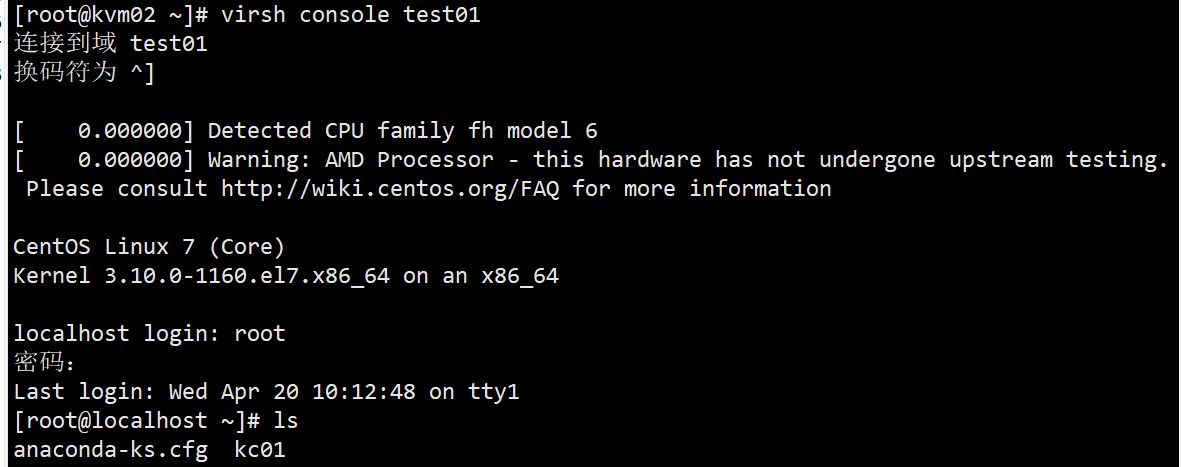 [root@kvm02 ~]# virsh console test01
连接到域 test01
换码符为 ^]
[    0.000000] Detected CPU family fh model 6
[    0.000000] Warning: AMD Processor - this hardware has not undergone upstream testing.
 Please consult http://wiki.centos.org/FAQ for more information
CentOS Linux 7 (Core)
Kernel 3.10.0-1160.el7.x86_64 on an x86_64
localhost login: root
密码：
Last login: Wed Apr 20 10:12:48 on tty1
[root@localhost ~]# ls
anaconda-ks.cfg  kc01